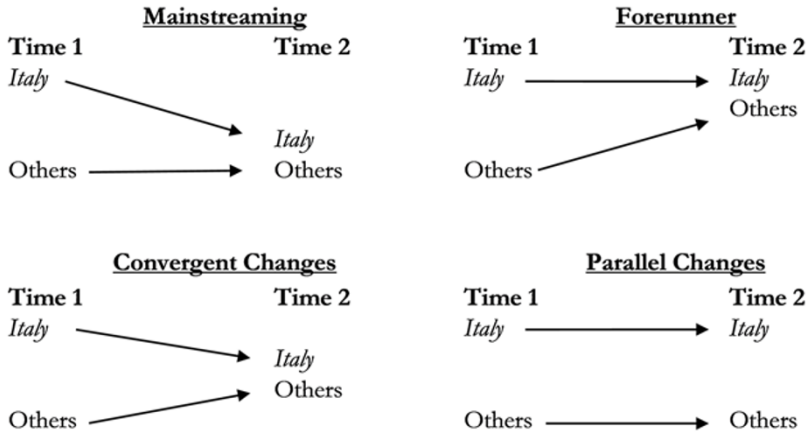 Mainstreaming
Time 1 Time 2
Italy
Italy
Others Others
Forerunner
Time 1 Time 2
Italy Italy
Others
Others
Convergent Changes
Time 1 Time 2
Italy
Italy
Others
Others
Parallel Changes
Time 1 Time 2
Italy Italy
Others Others